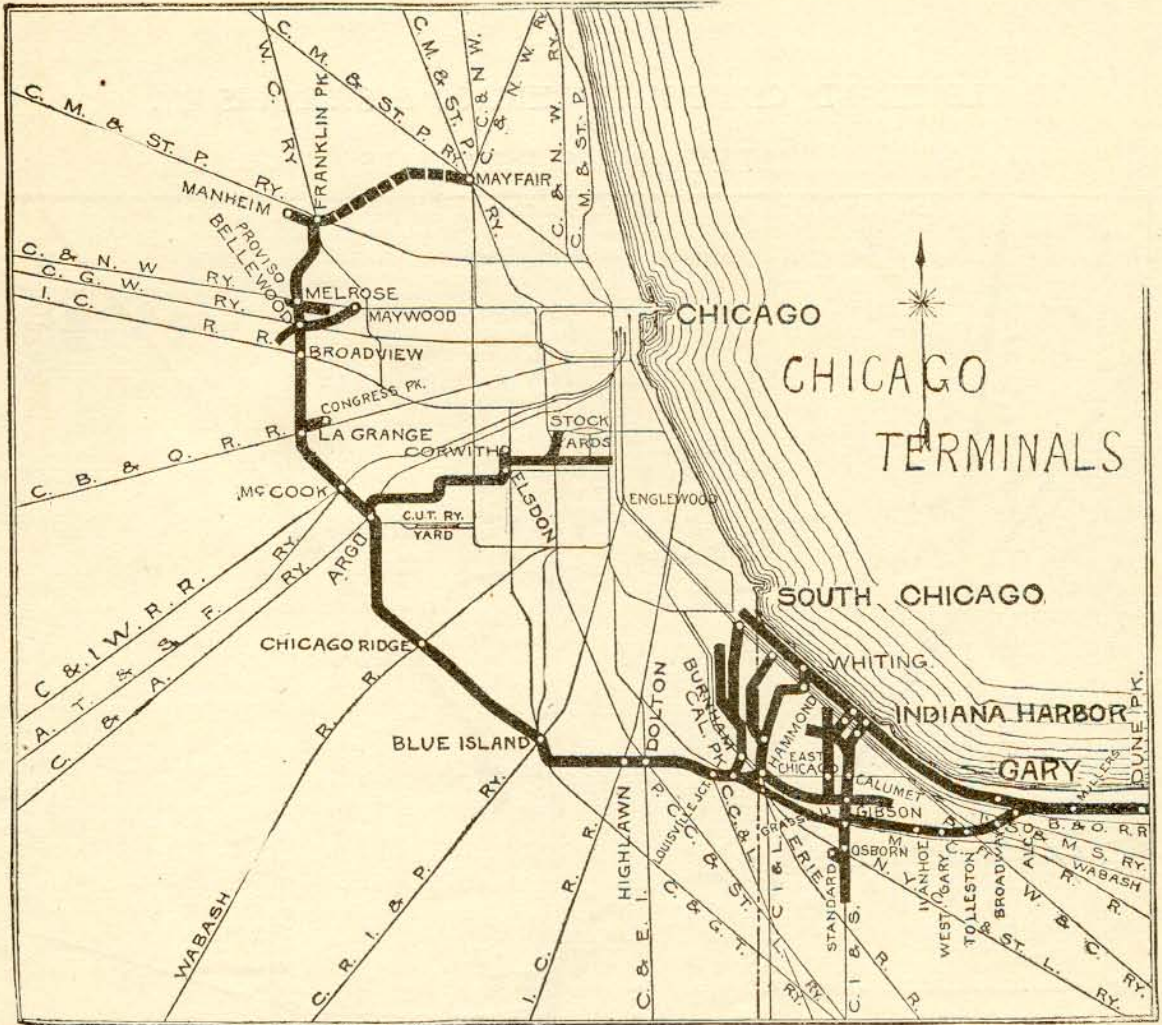 W. C. RY
C. M. & ST. P. RY.
C. M. & ST. P. RY.
C. & N. W.
C. & N. W. RY
C. & N. W. RY
C. M. & ST. P.
C. M. & ST. P. RY.
FRANKLIN PK.
MANHEIM
MAYFAIR
PROVISO
BELLEWOOD
C. & N. W RY.
C. G. W. RY.
I. C. R. R.
MELROSE
MAYWOOD
BROADVIEW
CHICAGO
CHICAGO
TERMINALS
CONGRESS PK.
LA GRANGE
C. B. & Q. R. R.
STOCK
YARDS
CORWITH
ELSDON
McCOOK
C.U.T. RY.
YARD
ENGLEWOOD
ARGO
C & I W. R. R.
A. T. & S. F. RY.
C. & A. RY.
SOUTH CHICAGO
CHICAGO RIDGE
WHITING.
BURNHAM
CAL. PK
HAMMOND
INDIANA HARBOR
DOLTON
BLUE ISLAND
EAST
CHICAGO
CALUMET
GARY
MILLERS
DUNE PK.
GIBSON
GRASSELLI
OSBORN
STANDARD
IVANHOE
WEST GARY
TOLLESTON
BROADWAY
B. & O. R. R
L. S. & M. S. RY.
WABASH R. R.
HIGHLAWN
LOUISVILLE JCT.
WABASH R. R.
C. R. I. & P. RY.
I. C. R.
C. & E. I.
C. & G. T. RY.
P. C. C. & ST. L. RY.
C. C. & L.
C I & L.
ERIE R. R.
C. I & S.
N. Y. C. & ST. L. RY.
W. & C. RY.